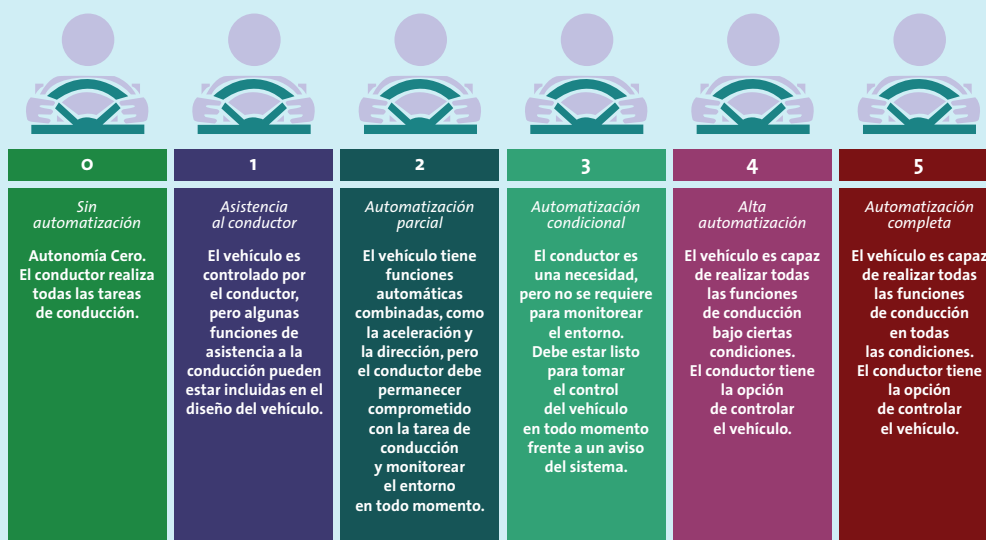 0
Sin
automatización
Autonomía Cero.
El conductor realiza
todas las tareas
de conducción.
1
Asistencia
al conductor
El vehículo es
controlado por
el conductor,
pero algunas
funciones de
asistencia a la
conducción pueden
estar incluidas en el
diseño del vehículo.
2
Automatización
parcial
El vehículo tiene
funciones
automáticas
combinadas, como
la aceleración y
la dirección, pero
el conductor debe
permanecer
comprometido
con la tarea de
conducción
y monitorear
el entorno
en todo momento.
3
Automatización
condicional
El conductor es
una necesidad,
pero no se requiere
para monitorear
el entorno.
Debe estar listo
para tomar
el control
del vehículo
en todo momento
frente a un aviso
del sistema.
4
Alta
automatización
El vehículo es capaz
de realizar todas
las funciones
de conducción
bajo ciertas
condiciones.
El conductor tiene
la opción
de controlar
el vehículo.
5
Automatización
completa
El vehículo es capaz
de realizar todas
las funciones
de conducción
en todas
las condiciones.
El conductor tiene
la opción
de controlar
el vehículo.